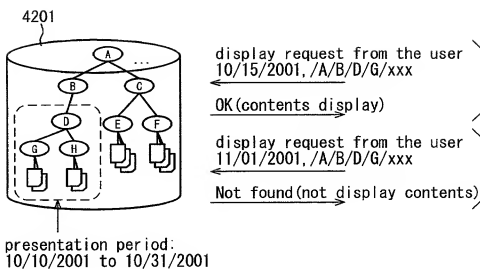 4201
A
...
B
C
D
E
F
G
H
display request from the user
10/15/2001,/A/B/D/G/xxx
OK(contents display)
display request from the user
11/01/2001,/A/B/D/G/xxx
Not found(not display contents)
presentation period:
10/10/2001 to 10/31/2001